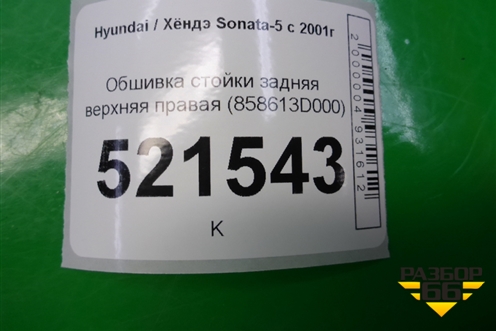 Hyundai / Хёндэ Sonata-5 с 2001г
Обшивка стойки задняя
верхняя правая (858613D000)
521543
K
2000004931612
РАЗБОР
66